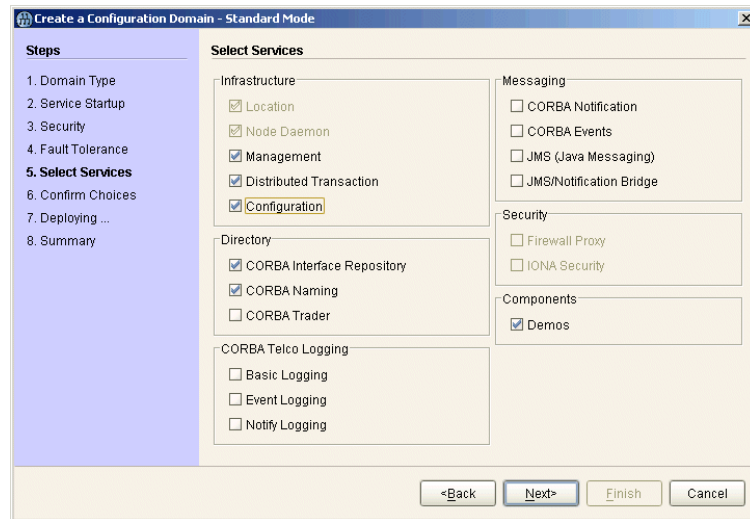 Create a Configuration Domain - Standard Mode
Steps
1. Domain Type
2. Service Startup
3. Security
4. Fault Tolerance
5. Select Services
6. Confirm Choices
7. Deploying ...
8. Summary
Select Services
Infrastructure
Location
Node Daemon
Management
Distributed Transaction
Configuration
Directory
CORBA Interface Repository
CORBA Naming
CORBA Trader
CORBA Telco Logging
Basic Logging
Event Logging
Notify Logging
Messaging
CORBA Notification
CORBA Events
JMS (Java Messaging)
JMS/Notification Bridge
Security
Firewall Proxy
IONA Security
Components
Demos
<Back
Next>
Finish
Cancel